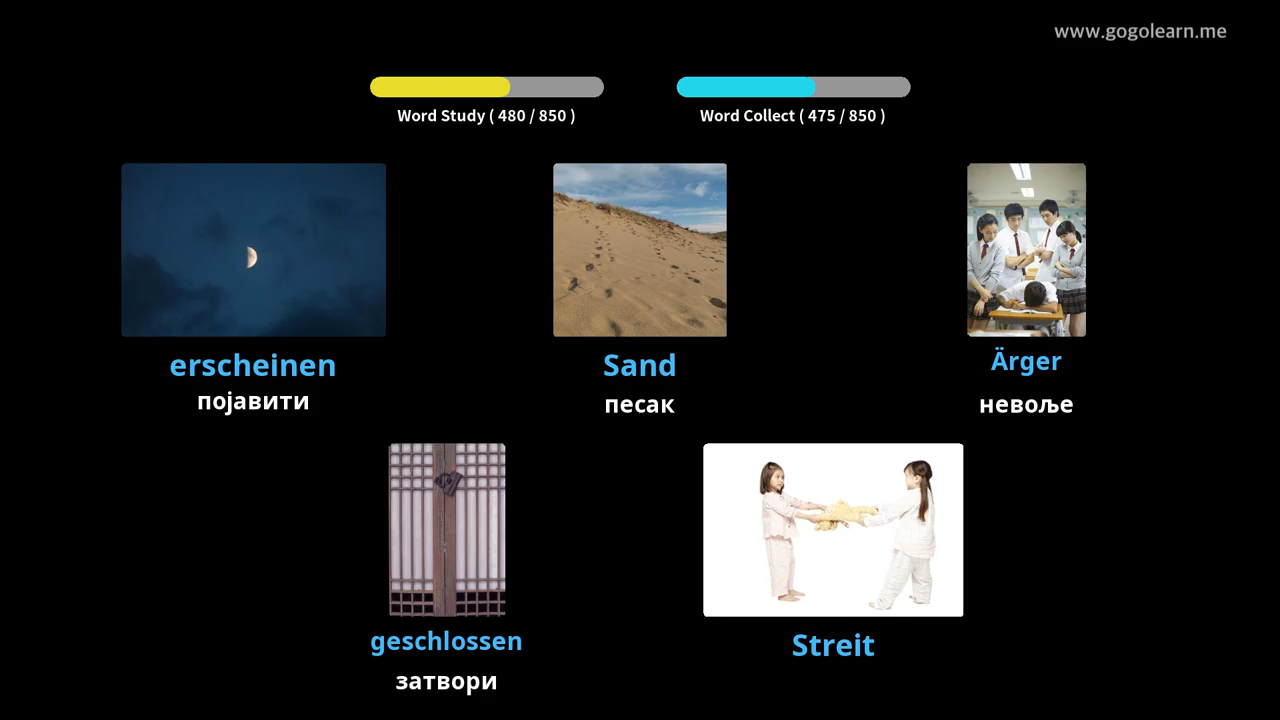 www.gogolearn.me
Word Study ( 480 / 850 )
Word Collect ( 475 / 850 )
erscheinen
појавити
Sand
песак
Ärger
невоље
geschlossen
затвори
Streit